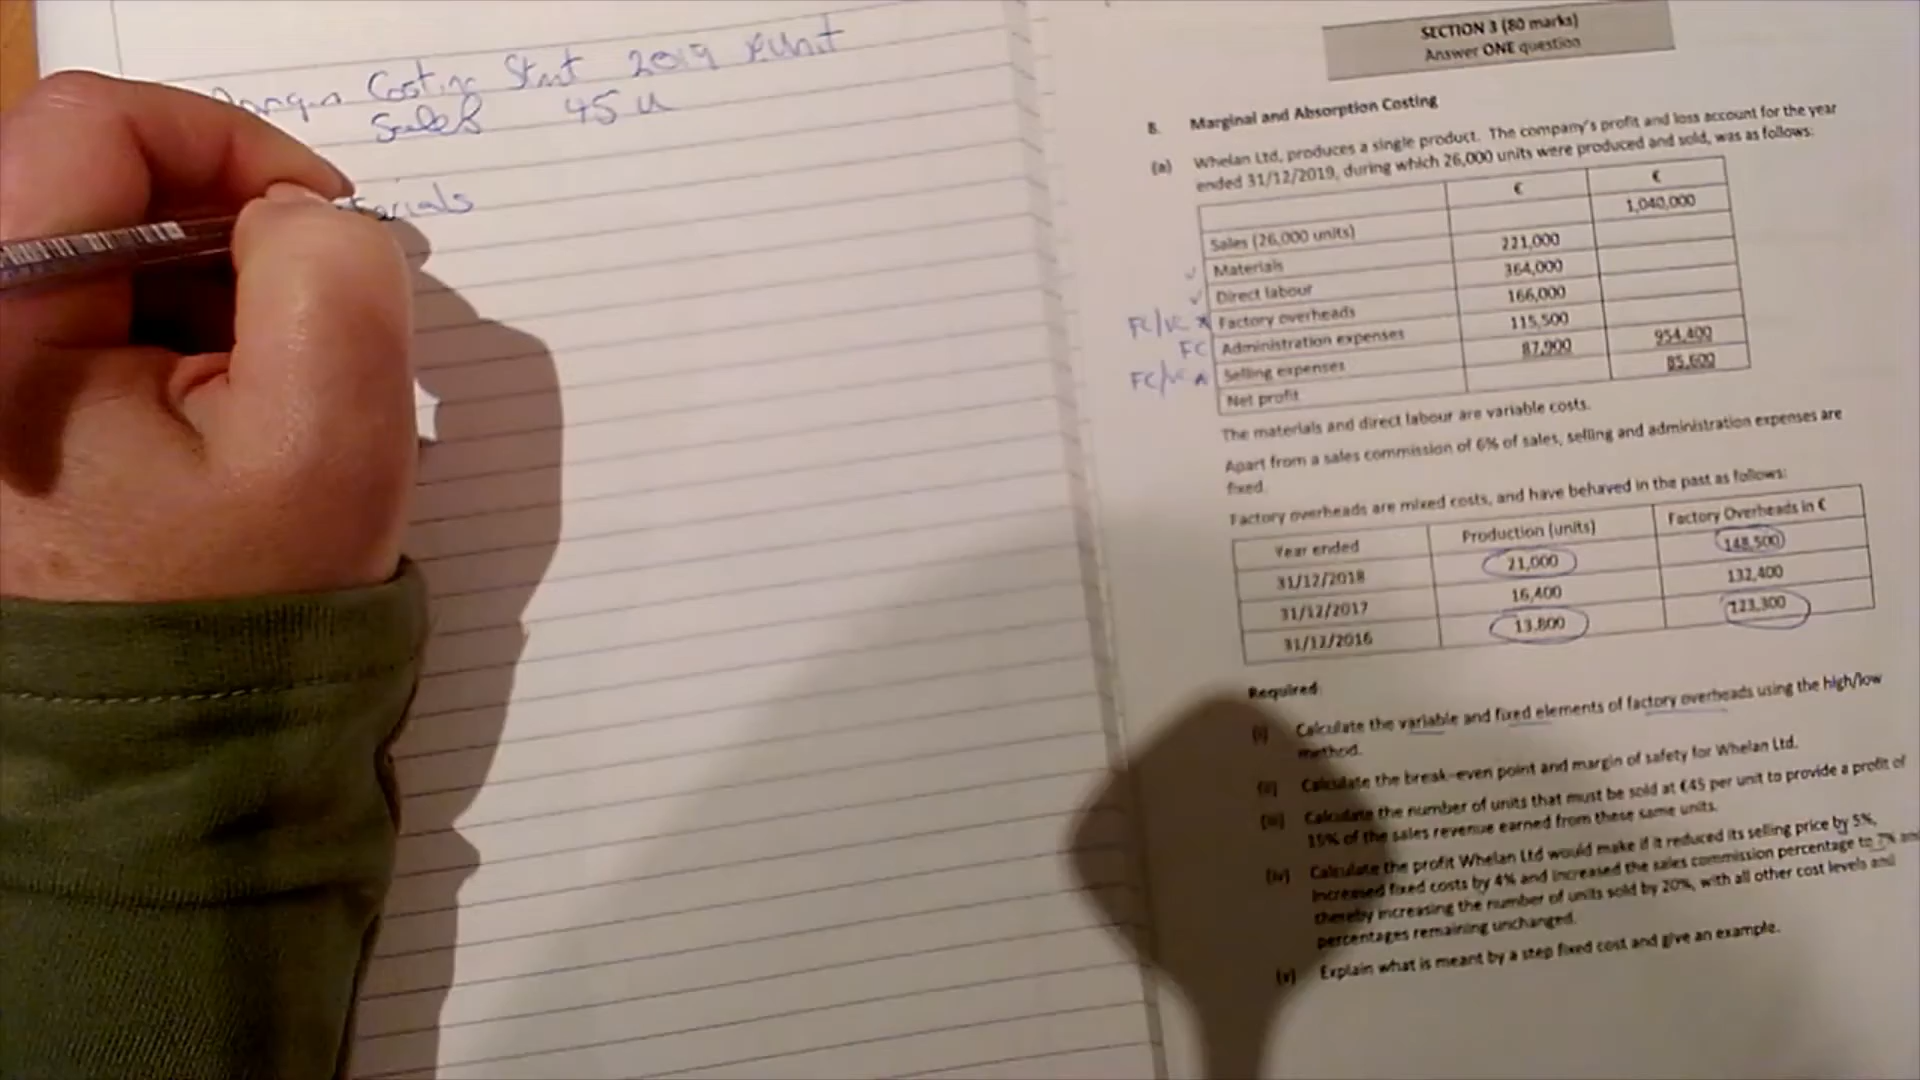 Costing Stmt 2019 xUnit
Sales 45 u
SECTION 3 (80 marks)
Answer ONE question
8. Marginal and Absorption Costing
(a) Whelan Ltd, produces a single product. The company's profit and loss account for the year
ended 31/12/2019, during which 26,000 units were produced and sold, was as follows:
€ €
Sales (26,000 units) 1,040,000
Materials 221,000
Direct labour 364,000
FC/VC Factory overheads 166,000
FC Administration expenses 115,500
FC/VC Selling expenses 87,900 954,400
Net profit 85,600
The materials and direct labour are variable costs.
Apart from a sales commission of 6% of sales, selling and administration expenses are
fixed.
Factory overheads are mixed costs, and have behaved in the past as follows:
Year ended Production (units) Factory Overheads in €
31/12/2018 21,000 148,500
31/12/2017 16,400 132,400
31/12/2016 13,800 123,300
Required:
(i) Calculate the variable and fixed elements of factory overheads using the high/low
method.
(ii) Calculate the break-even point and margin of safety for Whelan Ltd.
(iii) Calculate the number of units that must be sold at €45 per unit to provide a profit of
15% of the sales revenue earned from these same units.
(iv) Calculate the profit Whelan Ltd would make if it reduced its selling price by 5%,
increased fixed costs by 4% and increased the sales commission percentage to 7% and
thereby increasing the number of units sold by 20%, with all other cost levels and
percentages remaining unchanged.
(v) Explain what is meant by a step fixed cost and give an example.